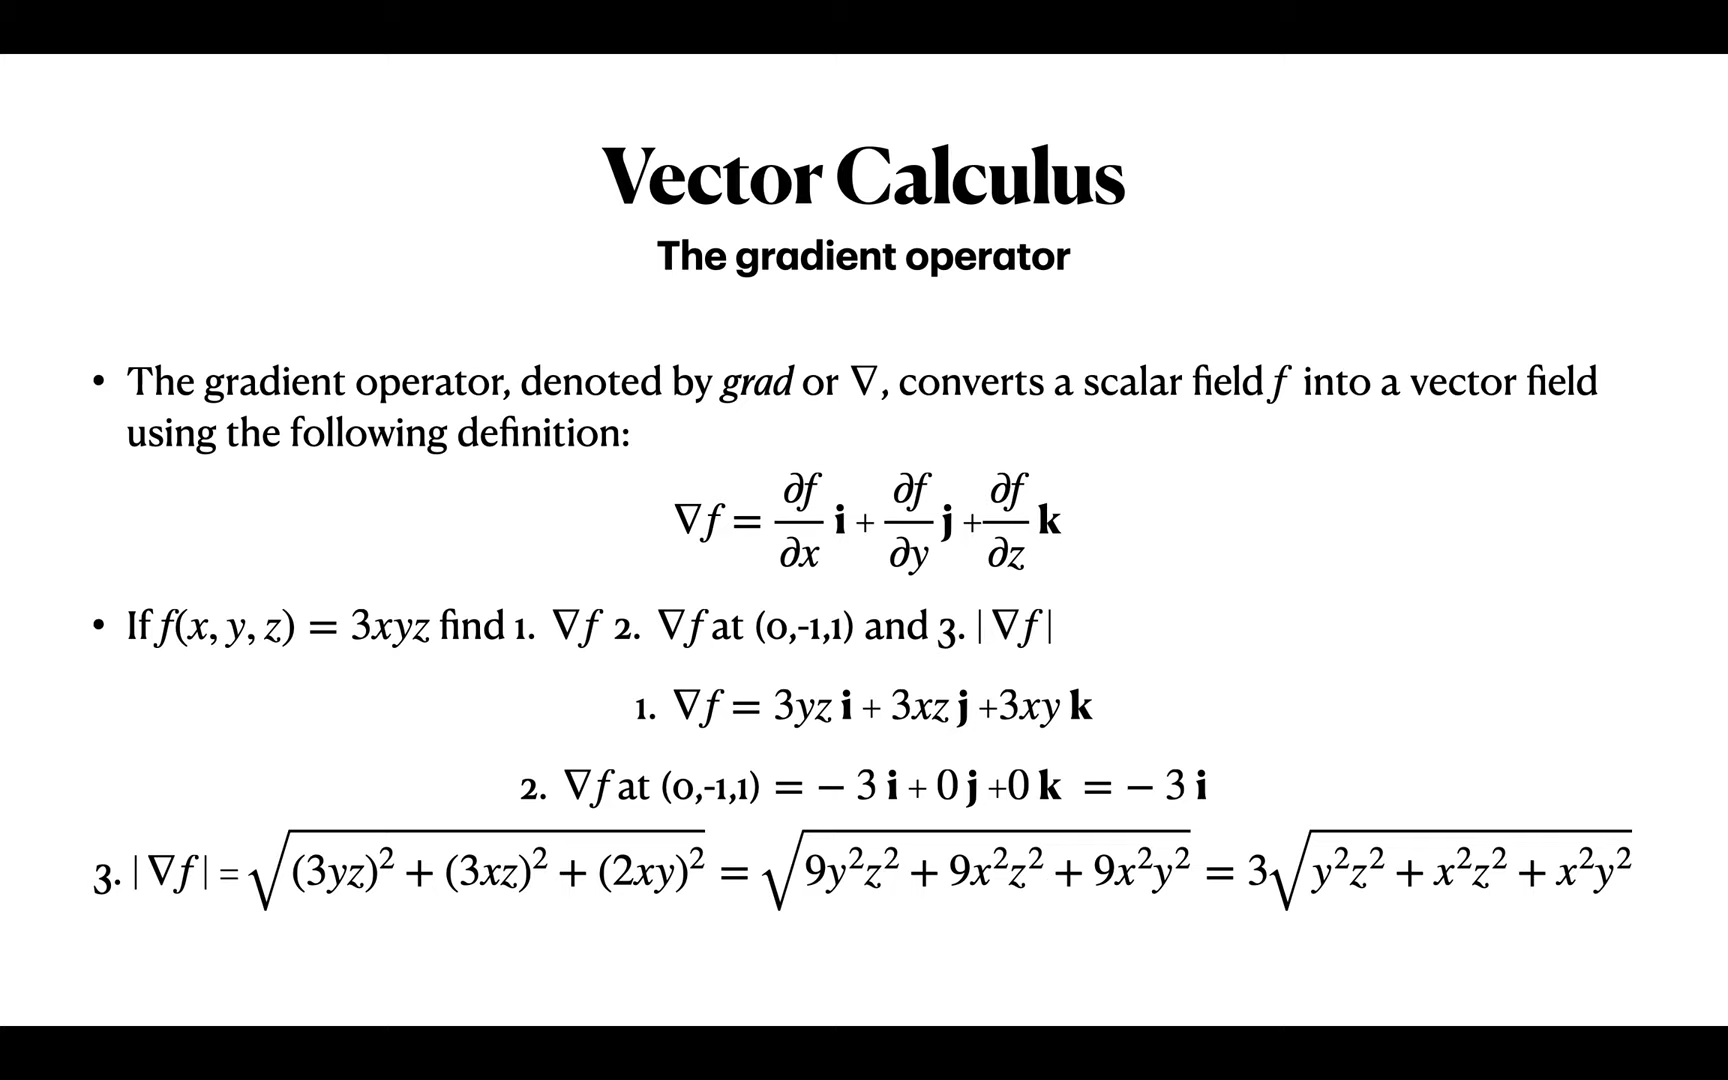 Vector Calculus
The gradient operator
• The gradient operator, denoted by grad or ∇, converts a scalar field f into a vector field
using the following definition:
∇f = ∂f/∂x i + ∂f/∂y j + ∂f/∂z k
• If f(x, y, z) = 3xyz find 1. ∇f 2. ∇f at (0,-1,1) and 3. |∇f|
1. ∇f = 3yz i + 3xz j +3xy k
2. ∇f at (0,-1,1) = − 3 i + 0 j +0 k = − 3 i
3. |∇f| = √((3yz)² + (3xz)² + (2xy)²) = √(9y²z² + 9x²z² + 9x²y²) = 3√(y²z² + x²z² + x²y²)